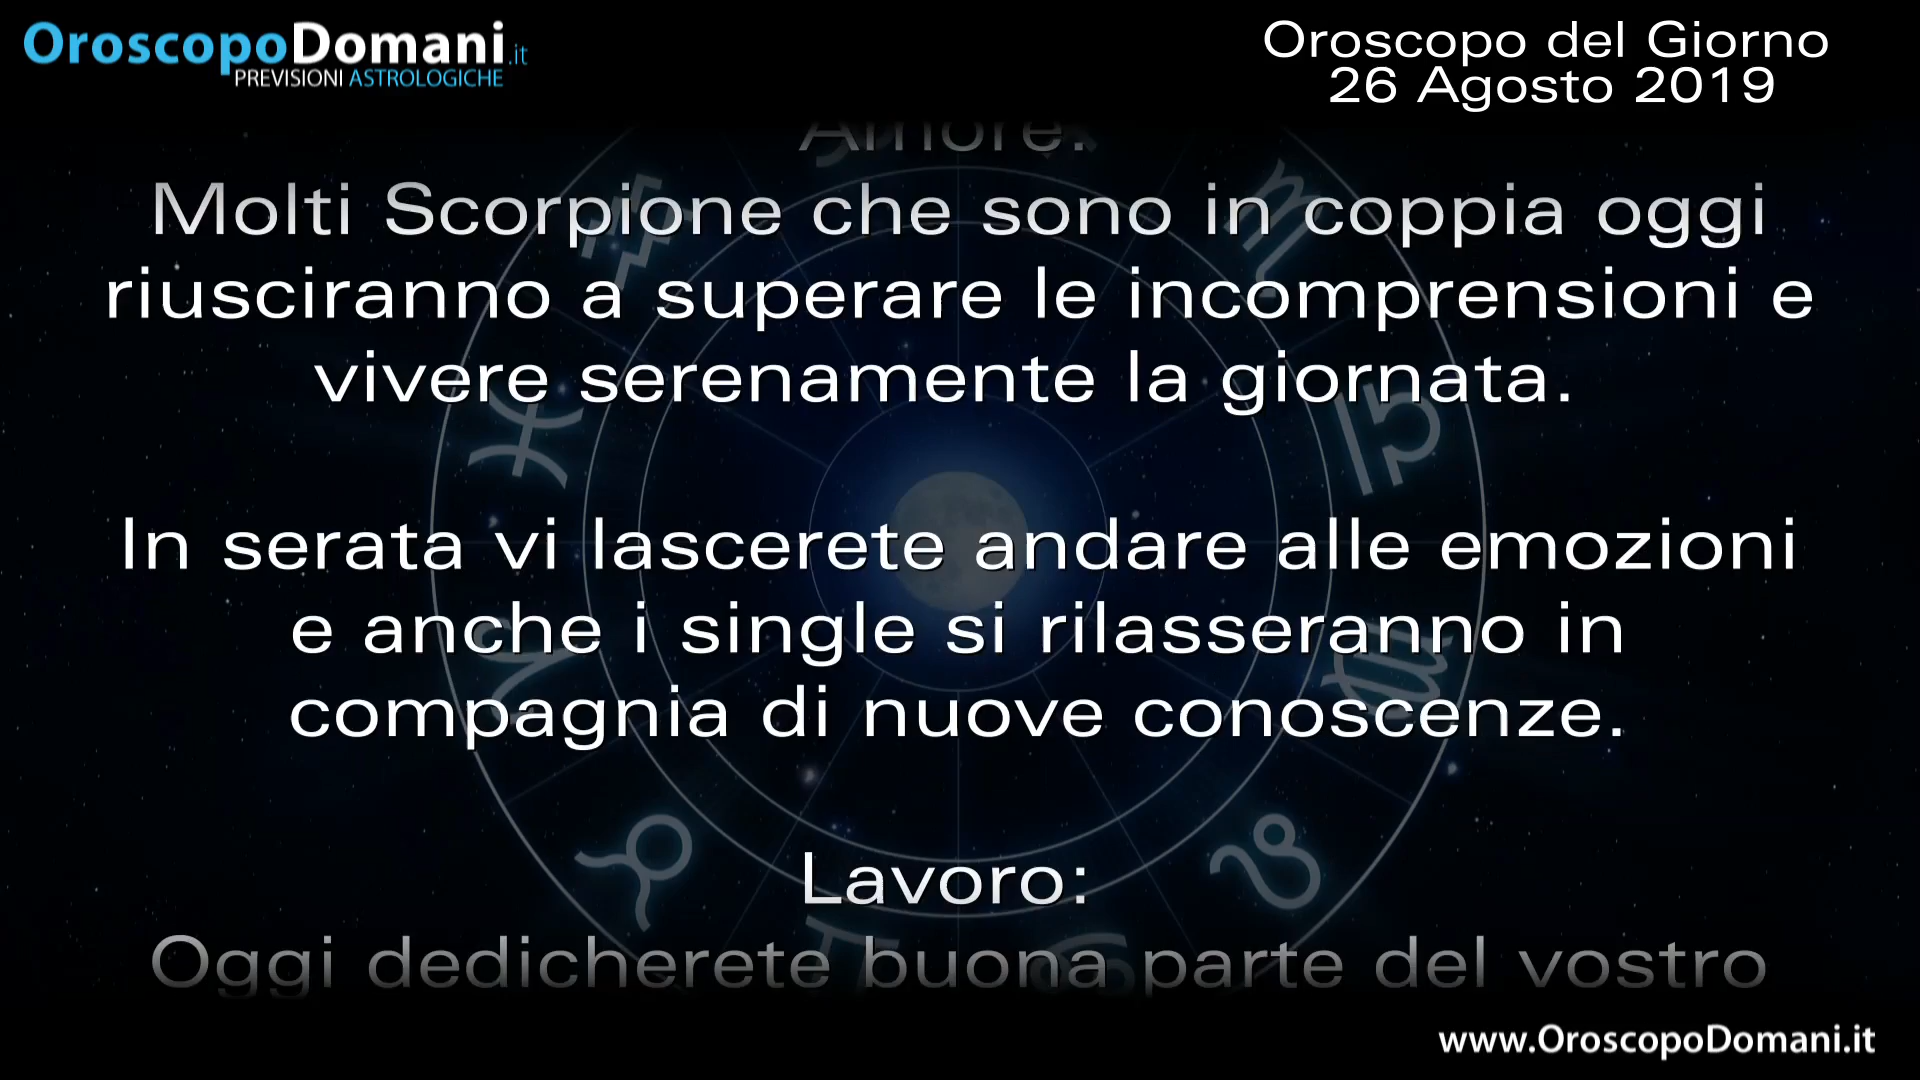 OroscopoDomani.it
PREVISIONI ASTROLOGICHE
Oroscopo del Giorno
26 Agosto 2019
Amore:
Molti Scorpione che sono in coppia oggi
riusciranno a superare le incomprensioni e
vivere serenamente la giornata.
In serata vi lascerete andare alle emozioni
e anche i single si rilasseranno in
compagnia di nuove conoscenze.
Lavoro:
Oggi dedicherete buona parte del vostro
www.OroscopoDomani.it